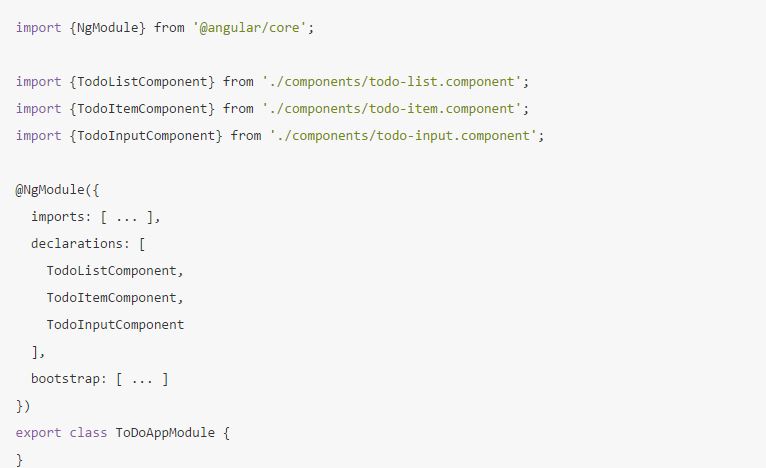 import {NgModule} from '@angular/core';
import {TodoListComponent} from './components/todo-list.component';
import {TodoItemComponent} from './components/todo-item.component';
import {TodoInputComponent} from './components/todo-input.component';
@NgModule({
  imports: [ ... ],
  declarations: [
    TodoListComponent,
    TodoItemComponent,
    TodoInputComponent
  ],
  bootstrap: [ ... ]
})
export class ToDoAppModule {
}